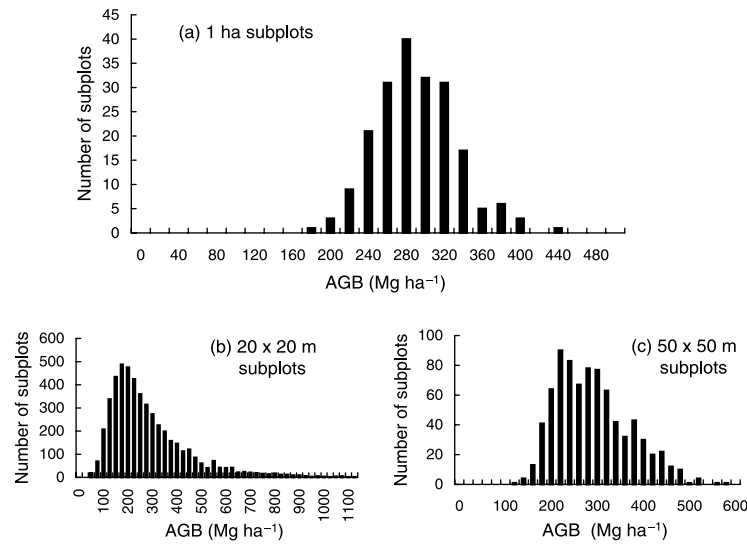 (a) 1 ha subplots
Number of subplots
45
40
35
30
25
20
15
10
5
0
0 40 80 120 160 200 240 280 320 360 400 440 480
AGB (Mg ha⁻¹)
(b) 20 x 20 m
subplots
Number of subplots
600
500
400
300
200
100
0
0 100 200 300 400 500 600 700 800 900 1000 1100
AGB (Mg ha⁻¹)
(c) 50 x 50 m
subplots
Number of subplots
100
80
60
40
20
0
0 100 200 300 400 500 600
AGB (Mg ha⁻¹)